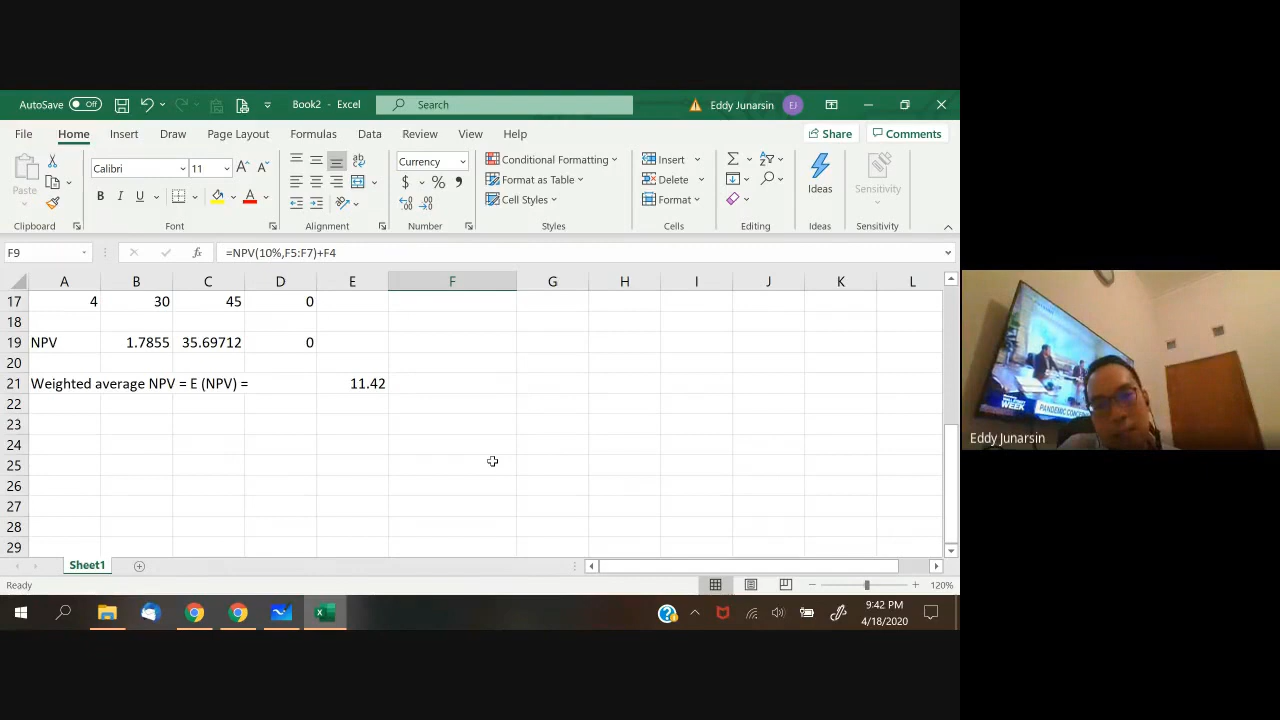 AutoSave Off Book2 - Excel Search Eddy Junarsin EJ
File Home Insert Draw Page Layout Formulas Data Review View Help Share Comments
Paste Calibri 11 Currency Conditional Formatting Insert Ideas Sensitivity
B I U Format as Table Delete
Cell Styles Format
Clipboard Font Alignment Number Styles Cells Editing Ideas Sensitivity
F9 fx =NPV(10%,F5:F7)+F4
A B C D E F G H I J K L
17 4 30 45 0
18
19 NPV 1.7855 35.69712 0
20
21 Weighted average NPV = E (NPV) = 11.42
22
23
24
25
26
27
28
29
Sheet1
Ready 120%
9:42 PM
4/18/2020
WEEK
Eddy Junarsin